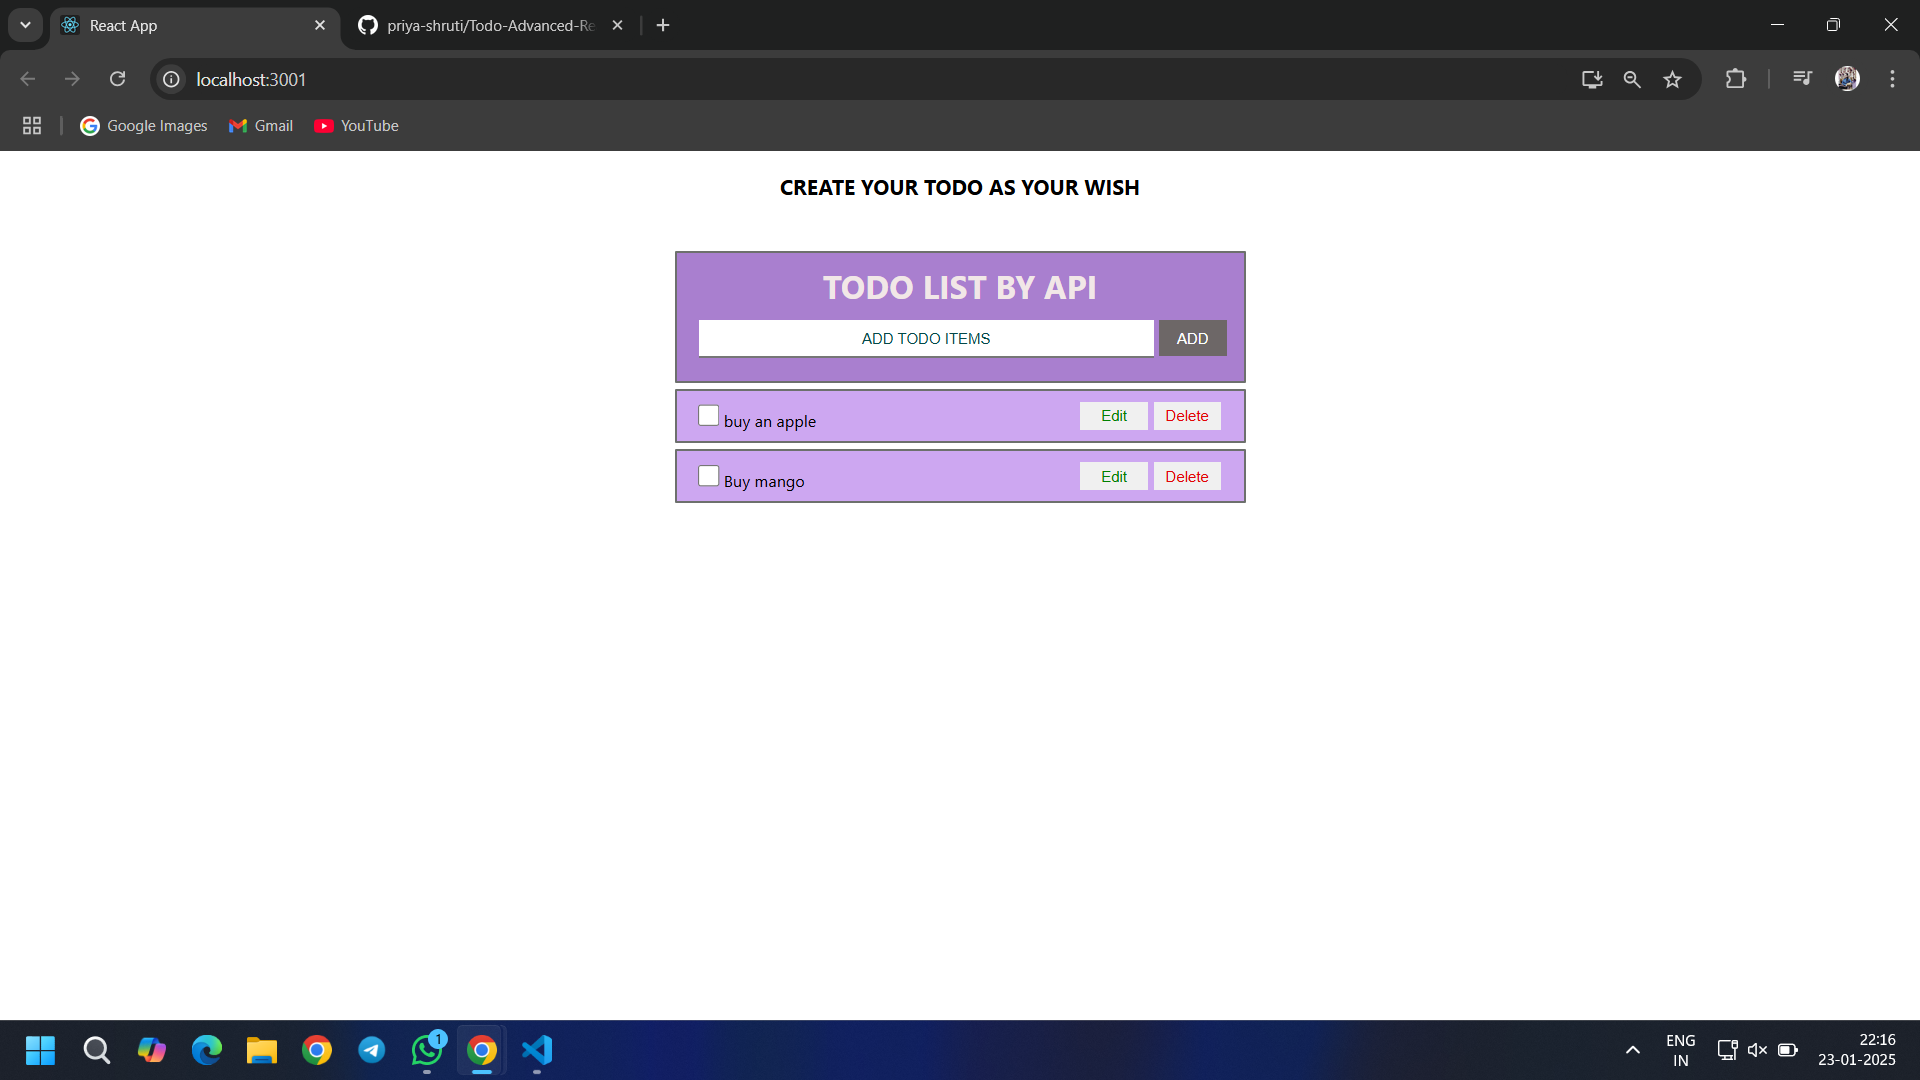 React App
priya-shruti/Todo-Advanced-Re
localhost:3001
Google Images
Gmail
YouTube
CREATE YOUR TODO AS YOUR WISH
TODO LIST BY API
ADD TODO ITEMS
ADD
buy an apple
Edit
Delete
Buy mango
Edit
Delete
1
ENG
IN
22:16
23-01-2025